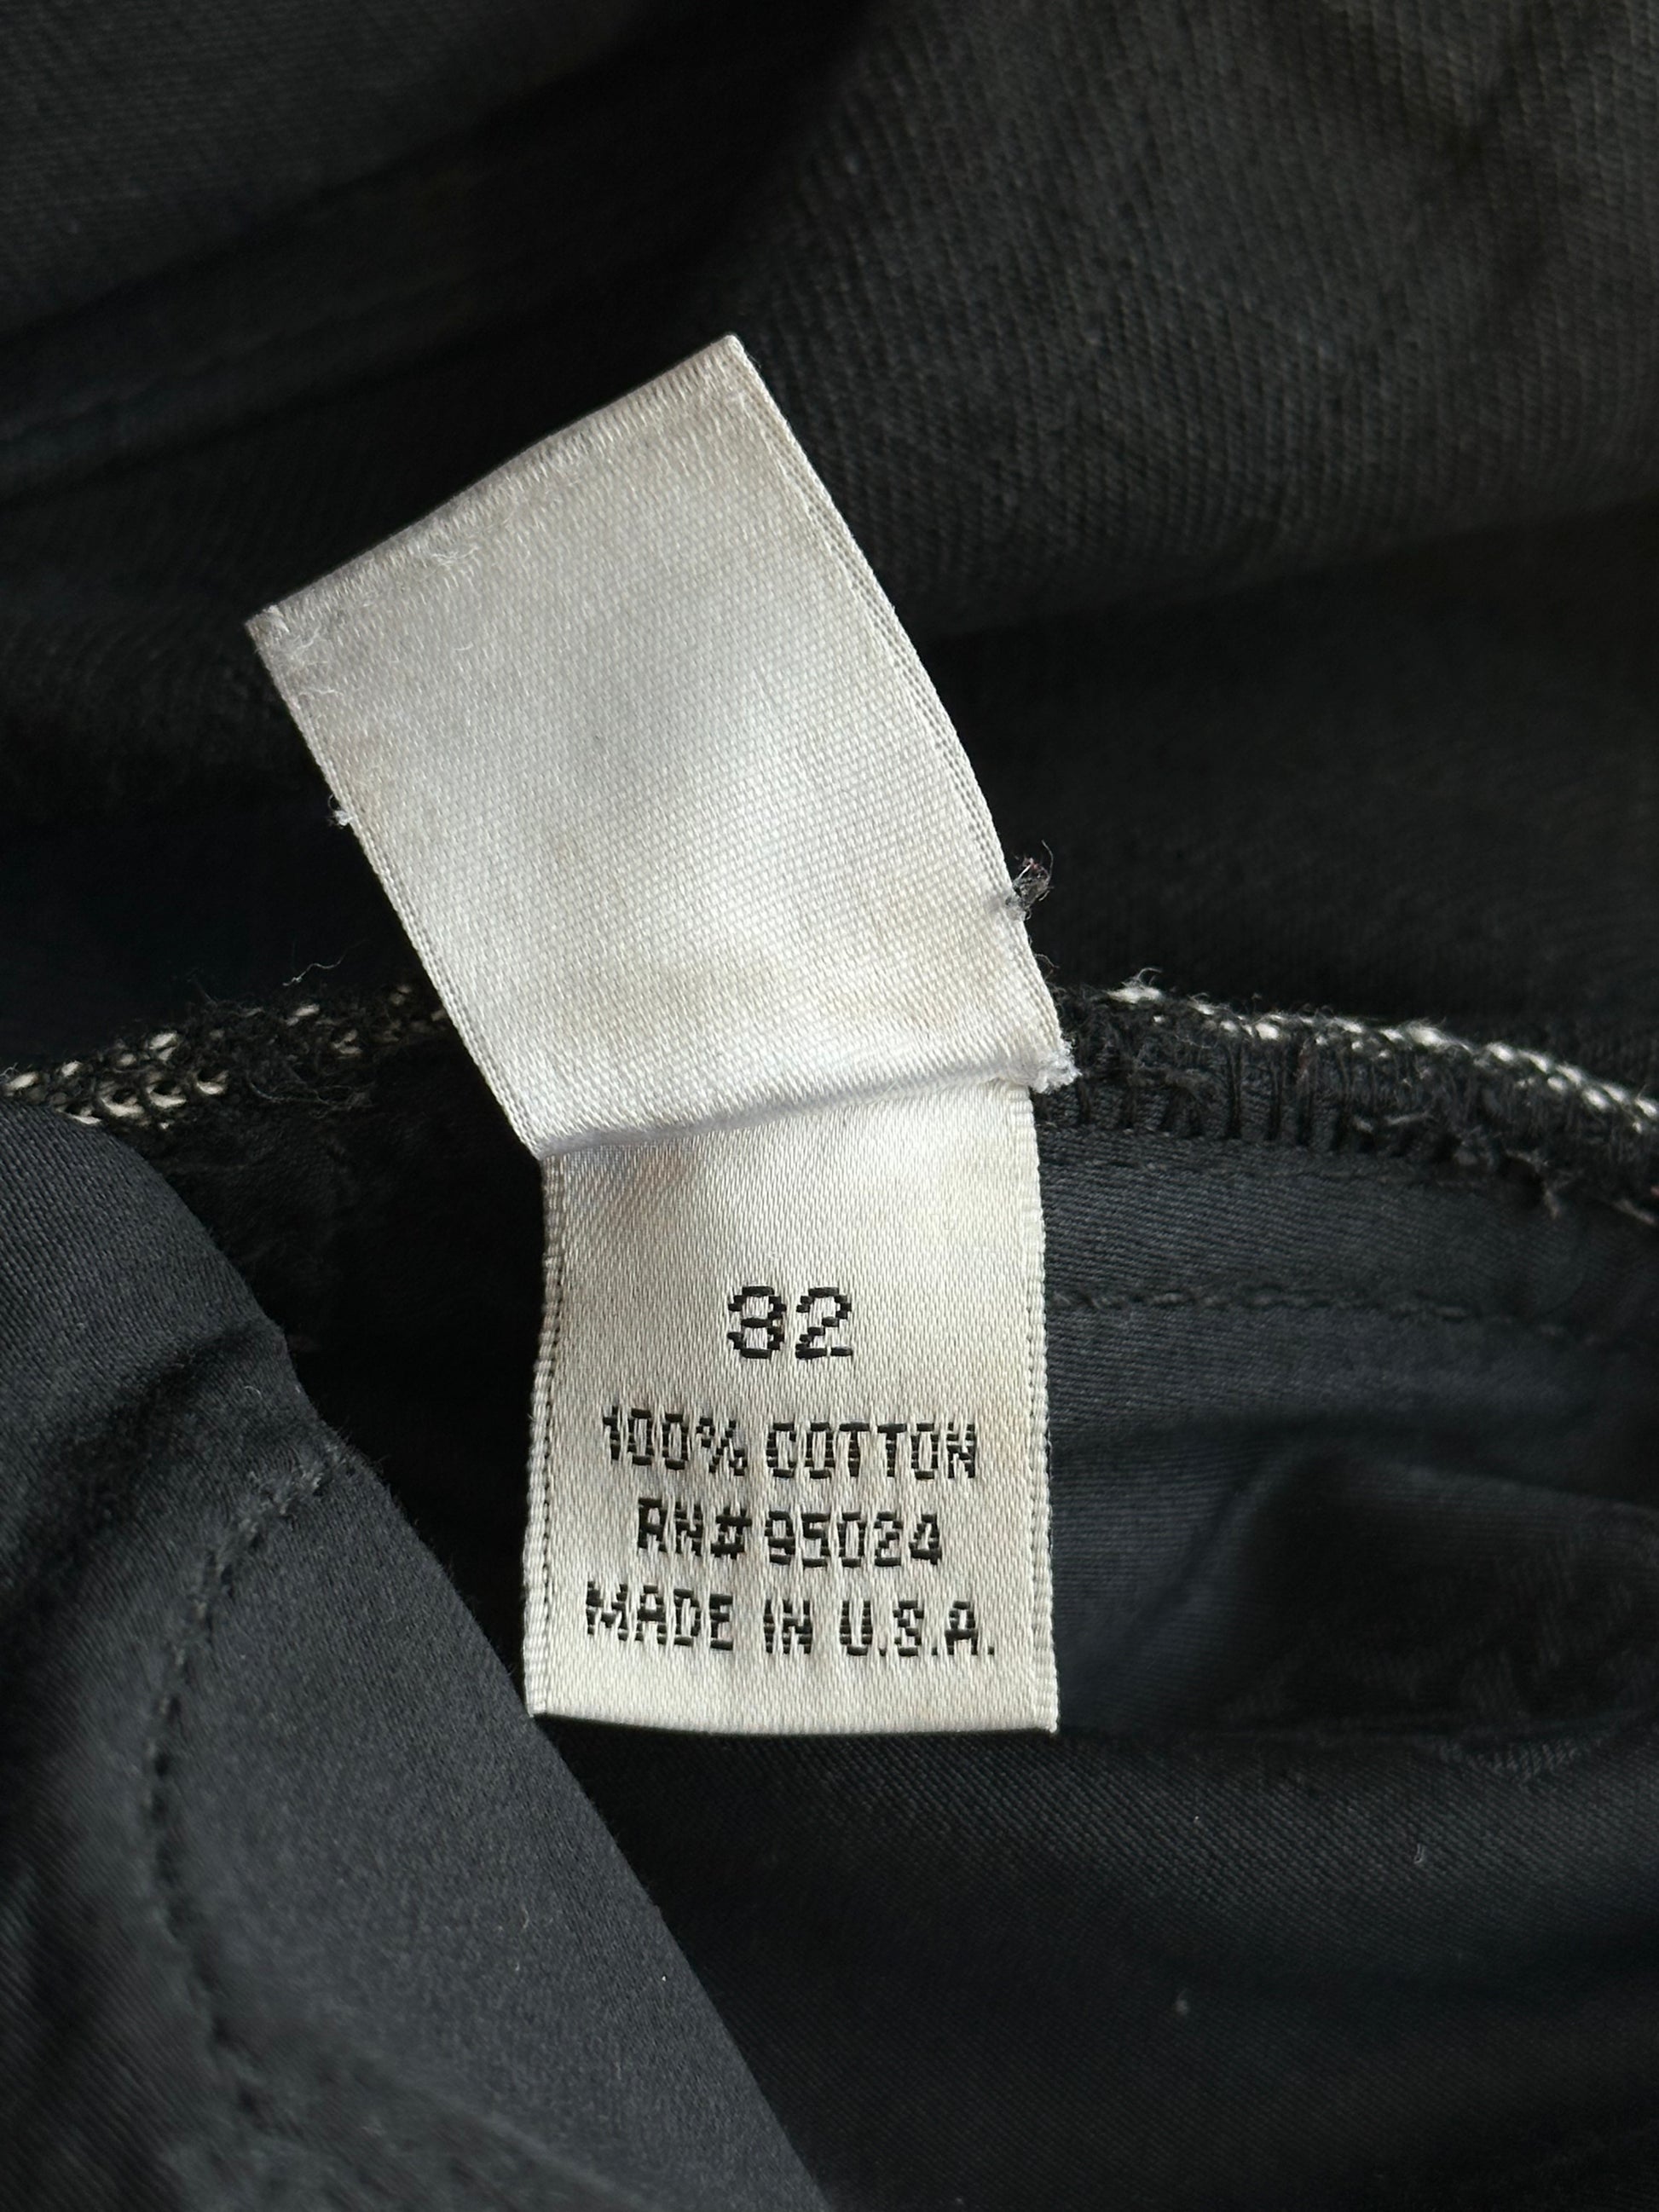 32
100% COTTON
RN# 95024
MADE IN U.S.A.